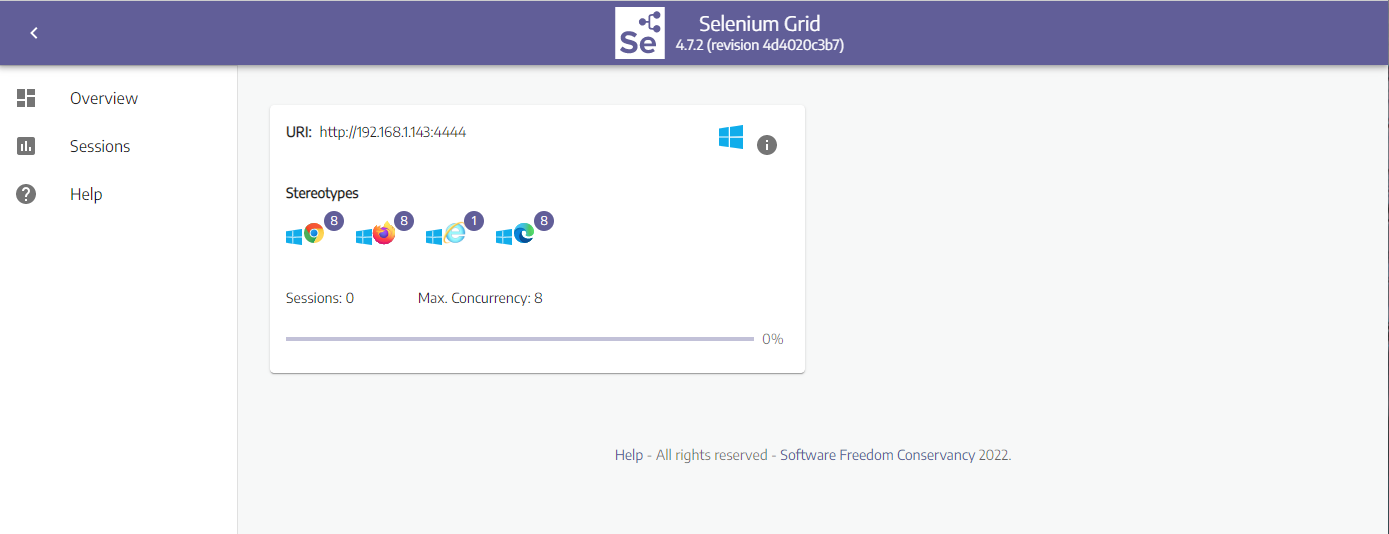 Se
Selenium Grid
4.7.2 (revision 4d4020c3b7)
Overview
Sessions
Help
URI: http://192.168.1.143:4444
Stereotypes
8 8 1 8
Sessions: 0 Max. Concurrency: 8
0%
Help - All rights reserved - Software Freedom Conservancy 2022.